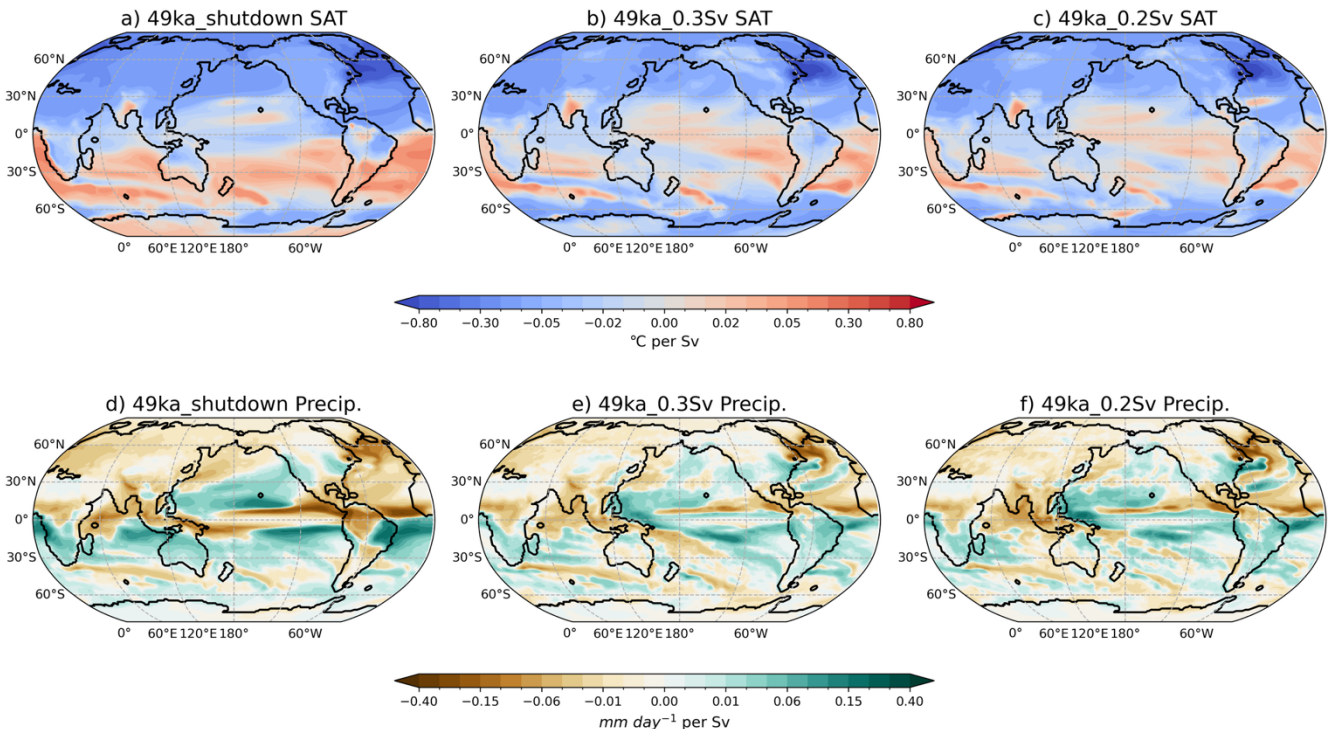 a) 49ka_shutdown SAT
b) 49ka_0.3Sv SAT
c) 49ka_0.2Sv SAT
60°N
30°N
0°
30°S
60°S
0° 60°E 120°E 180° 60°W
60°N
30°N
0°
30°S
60°S
0° 60°E 120°E 180° 60°W
60°N
30°N
0°
30°S
60°S
0° 60°E 120°E 180° 60°W
−0.80 −0.30 −0.05 −0.02 0.00 0.02 0.05 0.30 0.80
°C per Sv
d) 49ka_shutdown Precip.
e) 49ka_0.3Sv Precip.
f) 49ka_0.2Sv Precip.
60°N
30°N
0°
30°S
60°S
0° 60°E 120°E 180° 60°W
60°N
30°N
0°
30°S
60°S
0° 60°E 120°E 180° 60°W
60°N
30°N
0°
30°S
60°S
0° 60°E 120°E 180° 60°W
−0.40 −0.15 −0.06 −0.01 0.00 0.01 0.06 0.15 0.40
mm day⁻¹ per Sv